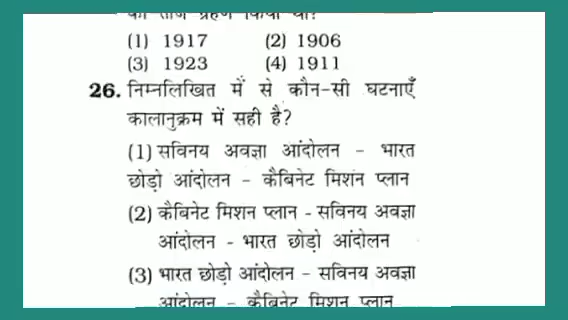 का ताज ग्रहण किया था?
(1) 1917 (2) 1906
(3) 1923 (4) 1911
26. निम्नलिखित में से कौन-सी घटनाएँ
कालानुक्रम में सही है?
(1) सविनय अवज्ञा आंदोलन - भारत
छोड़ो आंदोलन - कैबिनेट मिशन प्लान
(2) कैबिनेट मिशन प्लान - सविनय अवज्ञा
आंदोलन - भारत छोड़ो आंदोलन
(3) भारत छोड़ो आंदोलन - सविनय अवज्ञा
आंदोलन - कैबिनेट मिशन प्लान